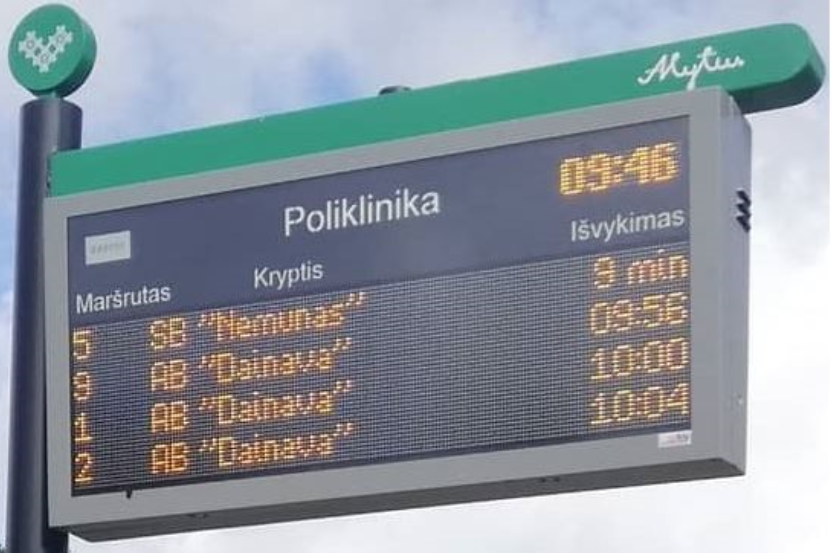 Alytus
09:46
Poliklinika
Maršrutas Kryptis Išvykimas
5 SB "Nemunas" 9 min
9 AB "Dainava" 09:56
1 AB "Dainava" 10:00
2 AB "Dainava" 10:04